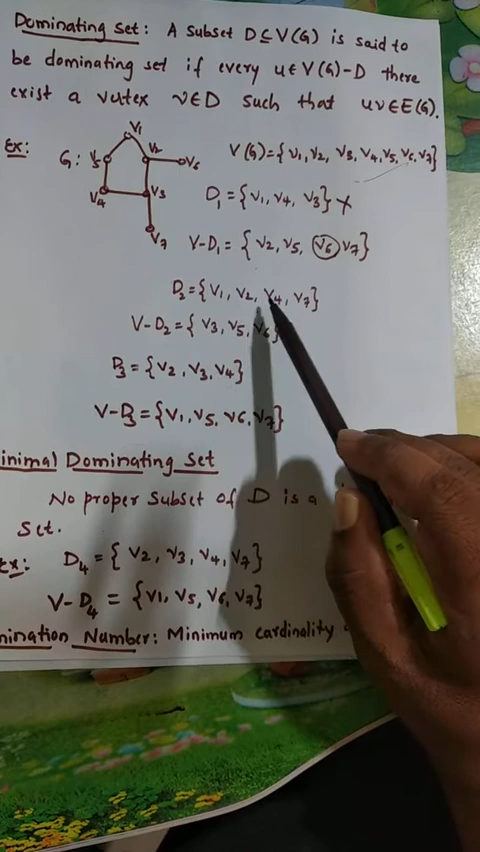 Dominating set: A subset D⊆V(G) is said to
be dominating set if every u∈V(G)-D there
exist a vertex v∈D such that uv∈E(G).
Ex:
G:
V1
V2
V5
V6
V4
V3
V7
V(G)={V1,V2, V3,V4,V5,V6,V7}
D1={V1,V4,V3}×
V-D1={V2,V5,V6,V7}
D2={V1,V2,V4,V7}
V-D2={V3,V5,V6}
D3={V2,V3,V4}
V-D3={V1,V5,V6,V7}
inimal Dominating Set
No proper subset of D is a
Set.
Ex: D4={V2,V3,V4,V7}
V-D4={V1,V5,V6,V7}
mination Number: Minimum cardinality